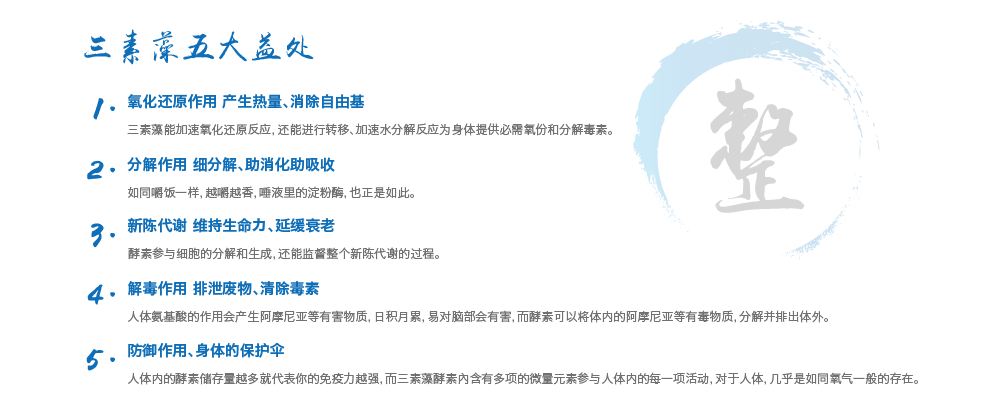 三素藻五大益处
1. 氧化还原作用 产生热量、消除自由基
三素藻能加速氧化还原反应, 还能进行转移、加速水分解反应为身体提供必需氧份和分解毒素。
2. 分解作用 细分解、助消化助吸收
如同嚼饭一样, 越嚼越香, 唾液里的淀粉酶, 也正是如此。
3. 新陈代谢 维持生命力、延缓衰老
酵素参与细胞的分解和生成, 还能监督整个新陈代谢的过程。
4. 解毒作用 排泄废物、清除毒素
人体氨基酸的作用会产生阿摩尼亚等有害物质, 日积月累, 易对脑部会有害, 而酵素可以将体内的阿摩尼亚等有毒物质, 分解并排出体外。
5. 防御作用、身体的保护伞
人体内的酵素储存量越多就代表你的免疫力越强, 而三素藻酵素内含有多项的微量元素参与人体内的每一项活动, 对于人体, 几乎是如同氧气一般的存在。
整